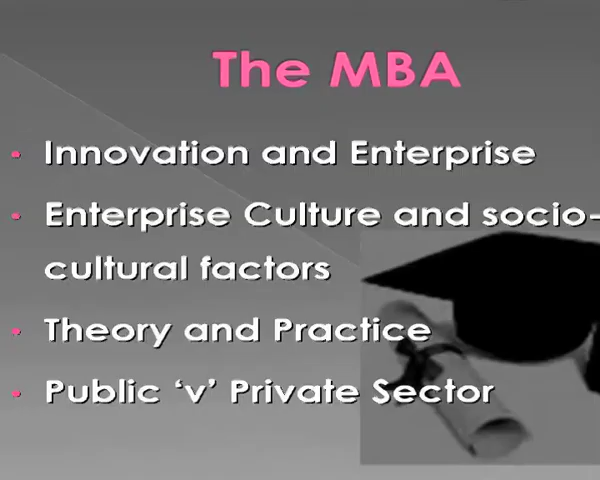 The MBA
Innovation and Enterprise
Enterprise Culture and socio-
cultural factors
Theory and Practice
Public ‘v’ Private Sector